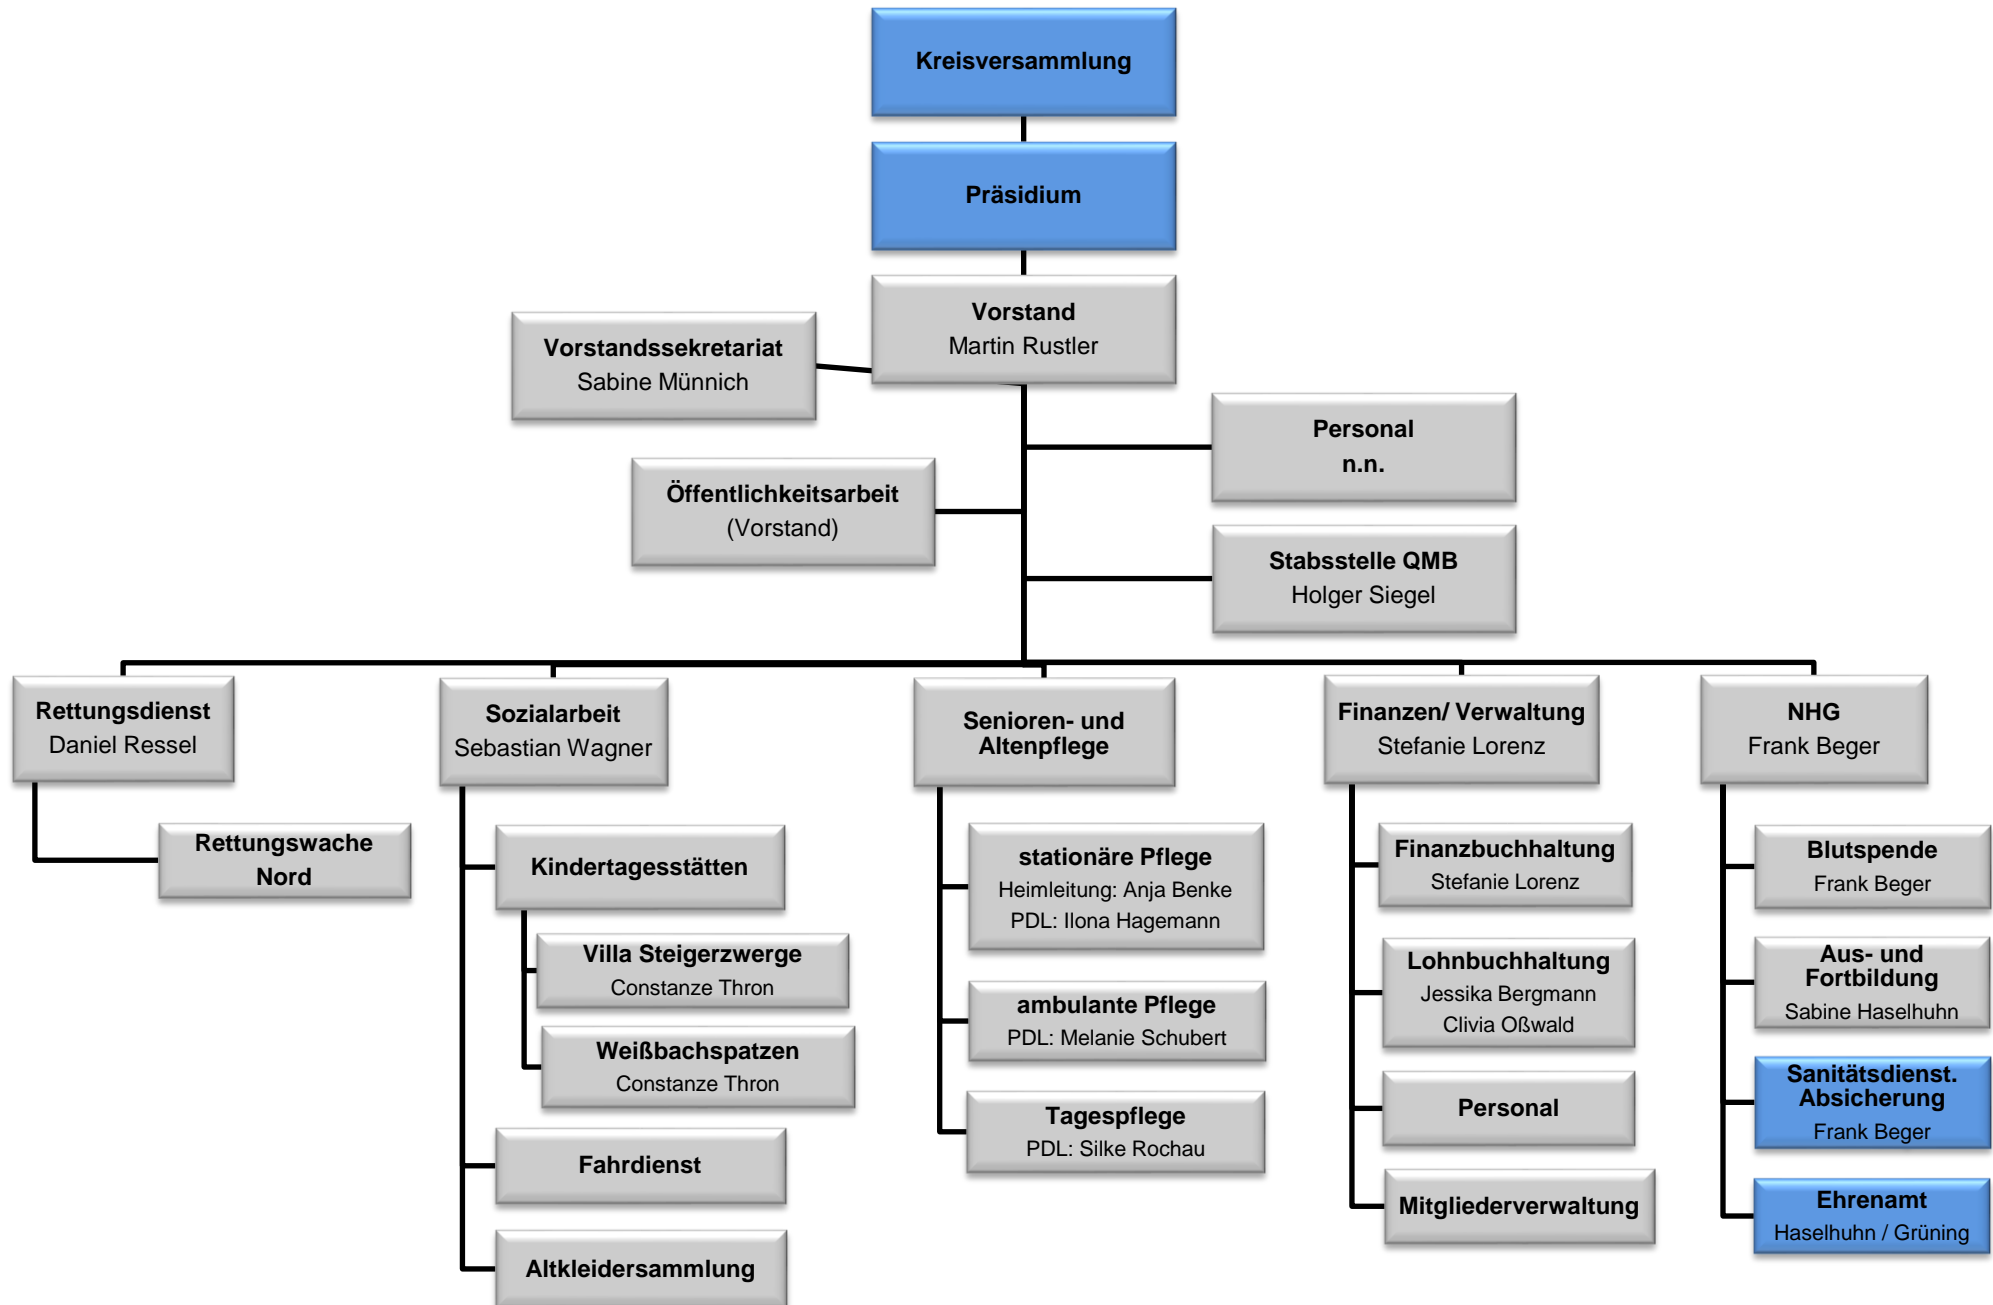 Kreisversammlung
Präsidium
Vorstand
Martin Rustler
Vorstandssekretariat
Sabine Münnich
Personal
n.n.
Öffentlichkeitsarbeit
(Vorstand)
Stabsstelle QMB
Holger Siegel
Rettungsdienst
Daniel Ressel
Rettungswache
Nord
Sozialarbeit
Sebastian Wagner
Kindertagesstätten
Villa Steigerzwerge
Constanze Thron
Weißbachspatzen
Constanze Thron
Fahrdienst
Altkleidersammlung
Senioren- und
Altenpflege
stationäre Pflege
Heimleitung: Anja Benke
PDL: Ilona Hagemann
ambulante Pflege
PDL: Melanie Schubert
Tagespflege
PDL: Silke Rochau
Finanzen/ Verwaltung
Stefanie Lorenz
Finanzbuchhaltung
Stefanie Lorenz
Lohnbuchhaltung
Jessika Bergmann
Clivia Oßwald
Personal
Mitgliederverwaltung
NHG
Frank Beger
Blutspende
Frank Beger
Aus- und
Fortbildung
Sabine Haselhuhn
Sanitätsdienst.
Absicherung
Frank Beger
Ehrenamt
Haselhuhn / Grüning